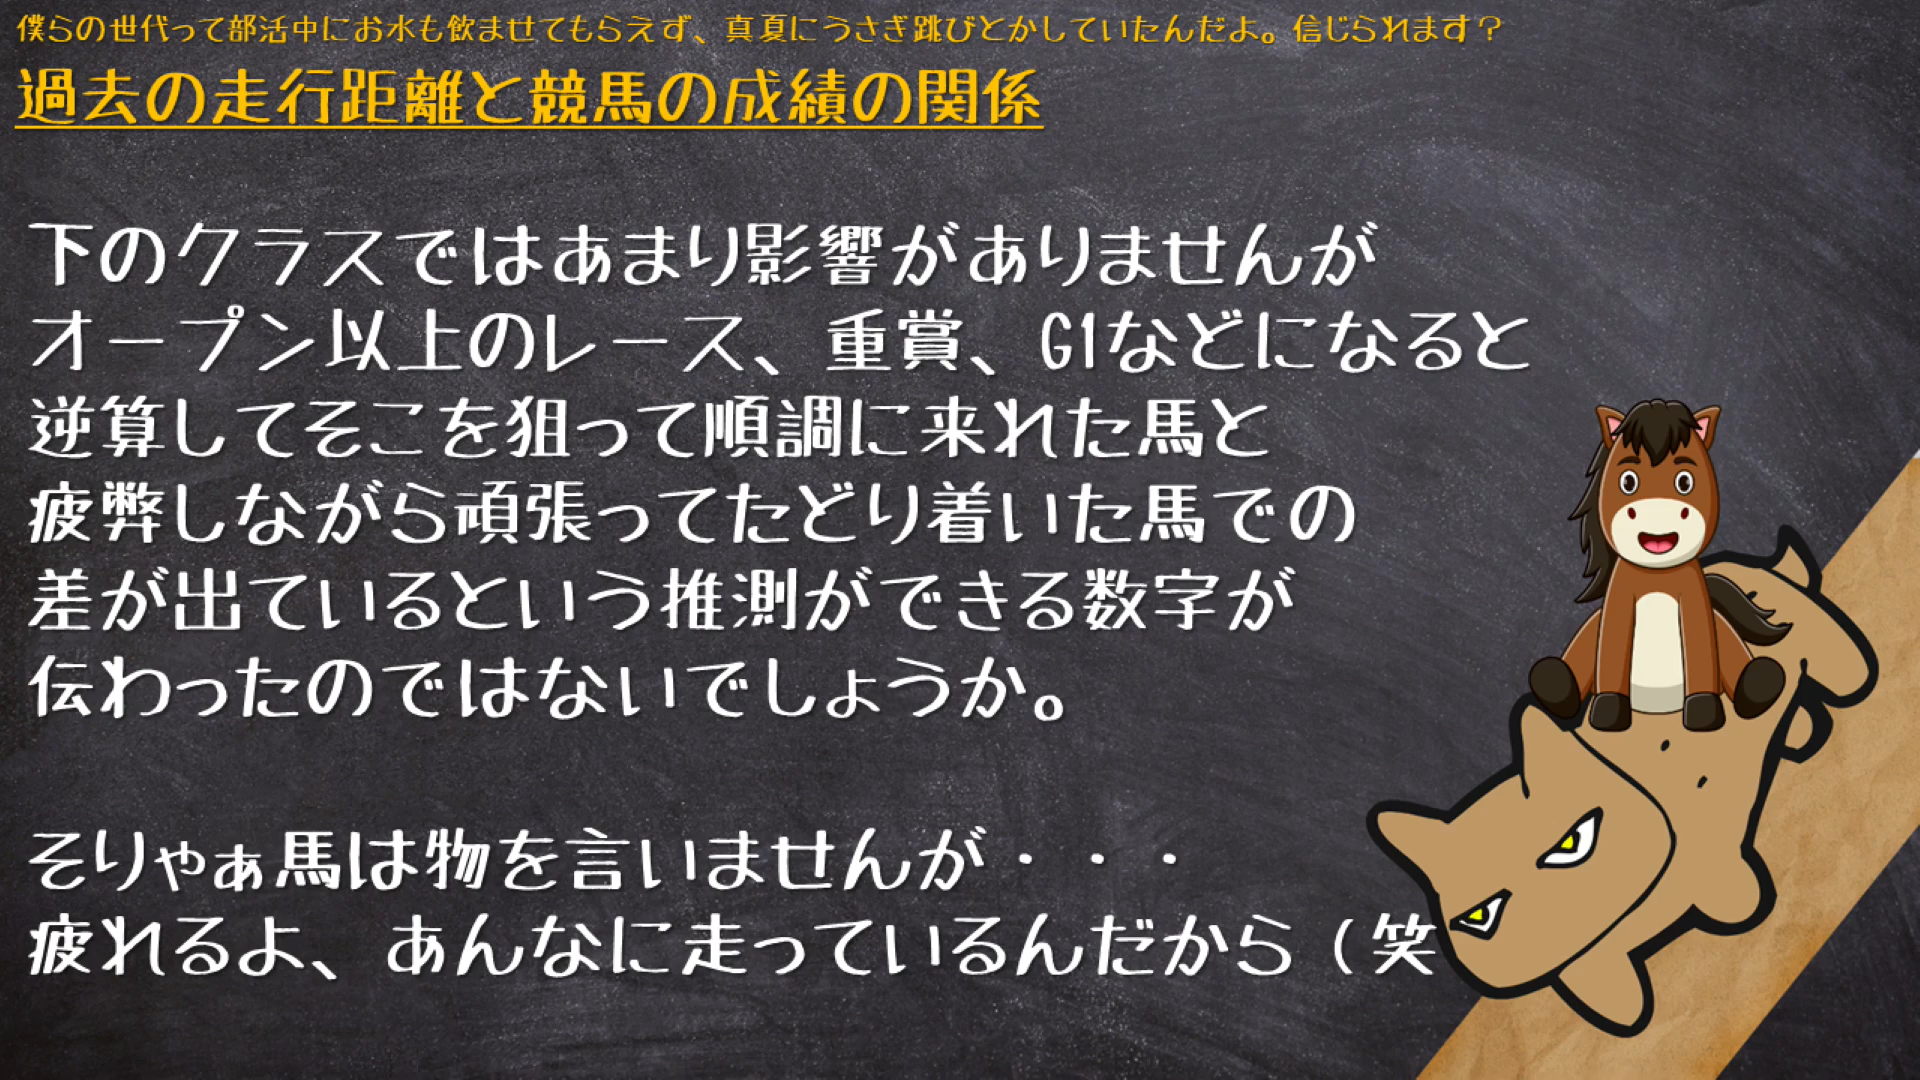 僕らの世代って部活中にお水も飲ませてもらえず、真夏にうさぎ跳びとかしていたんだよ。信じられます？
過去の走行距離と競馬の成績の関係
下のクラスではあまり影響がありませんが
オープン以上のレース、重賞、G1などになると
逆算してそこを狙って順調に来れた馬と
疲弊しながら頑張ってたどり着いた馬での
差が出ているという推測ができる数字が
伝わったのではないでしょうか。
そりゃぁ馬は物を言いませんが・・・
疲れるよ、あんなに走っているんだから（笑